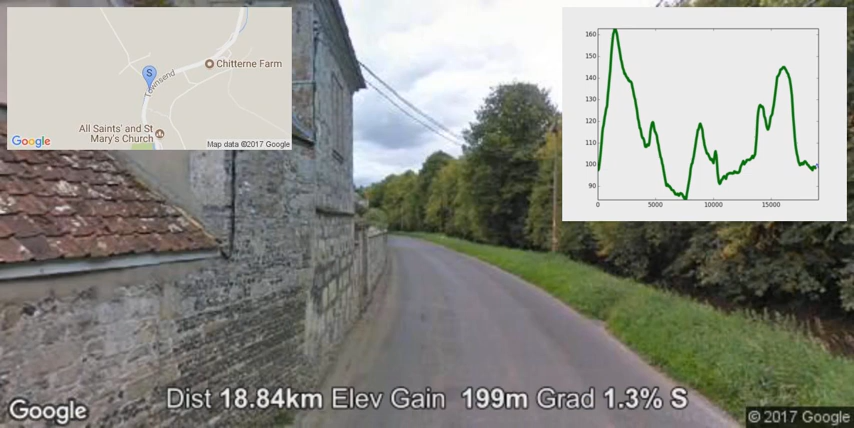 S
Townsend
Chitterne Farm
All Saints' and St
Mary's Church
Google
Map data ©2017 Google
160
150
140
130
120
110
100
90
0
5000
10000
15000
Dist 18.84km Elev Gain 199m Grad 1.3% S
Google
© 2017 Google